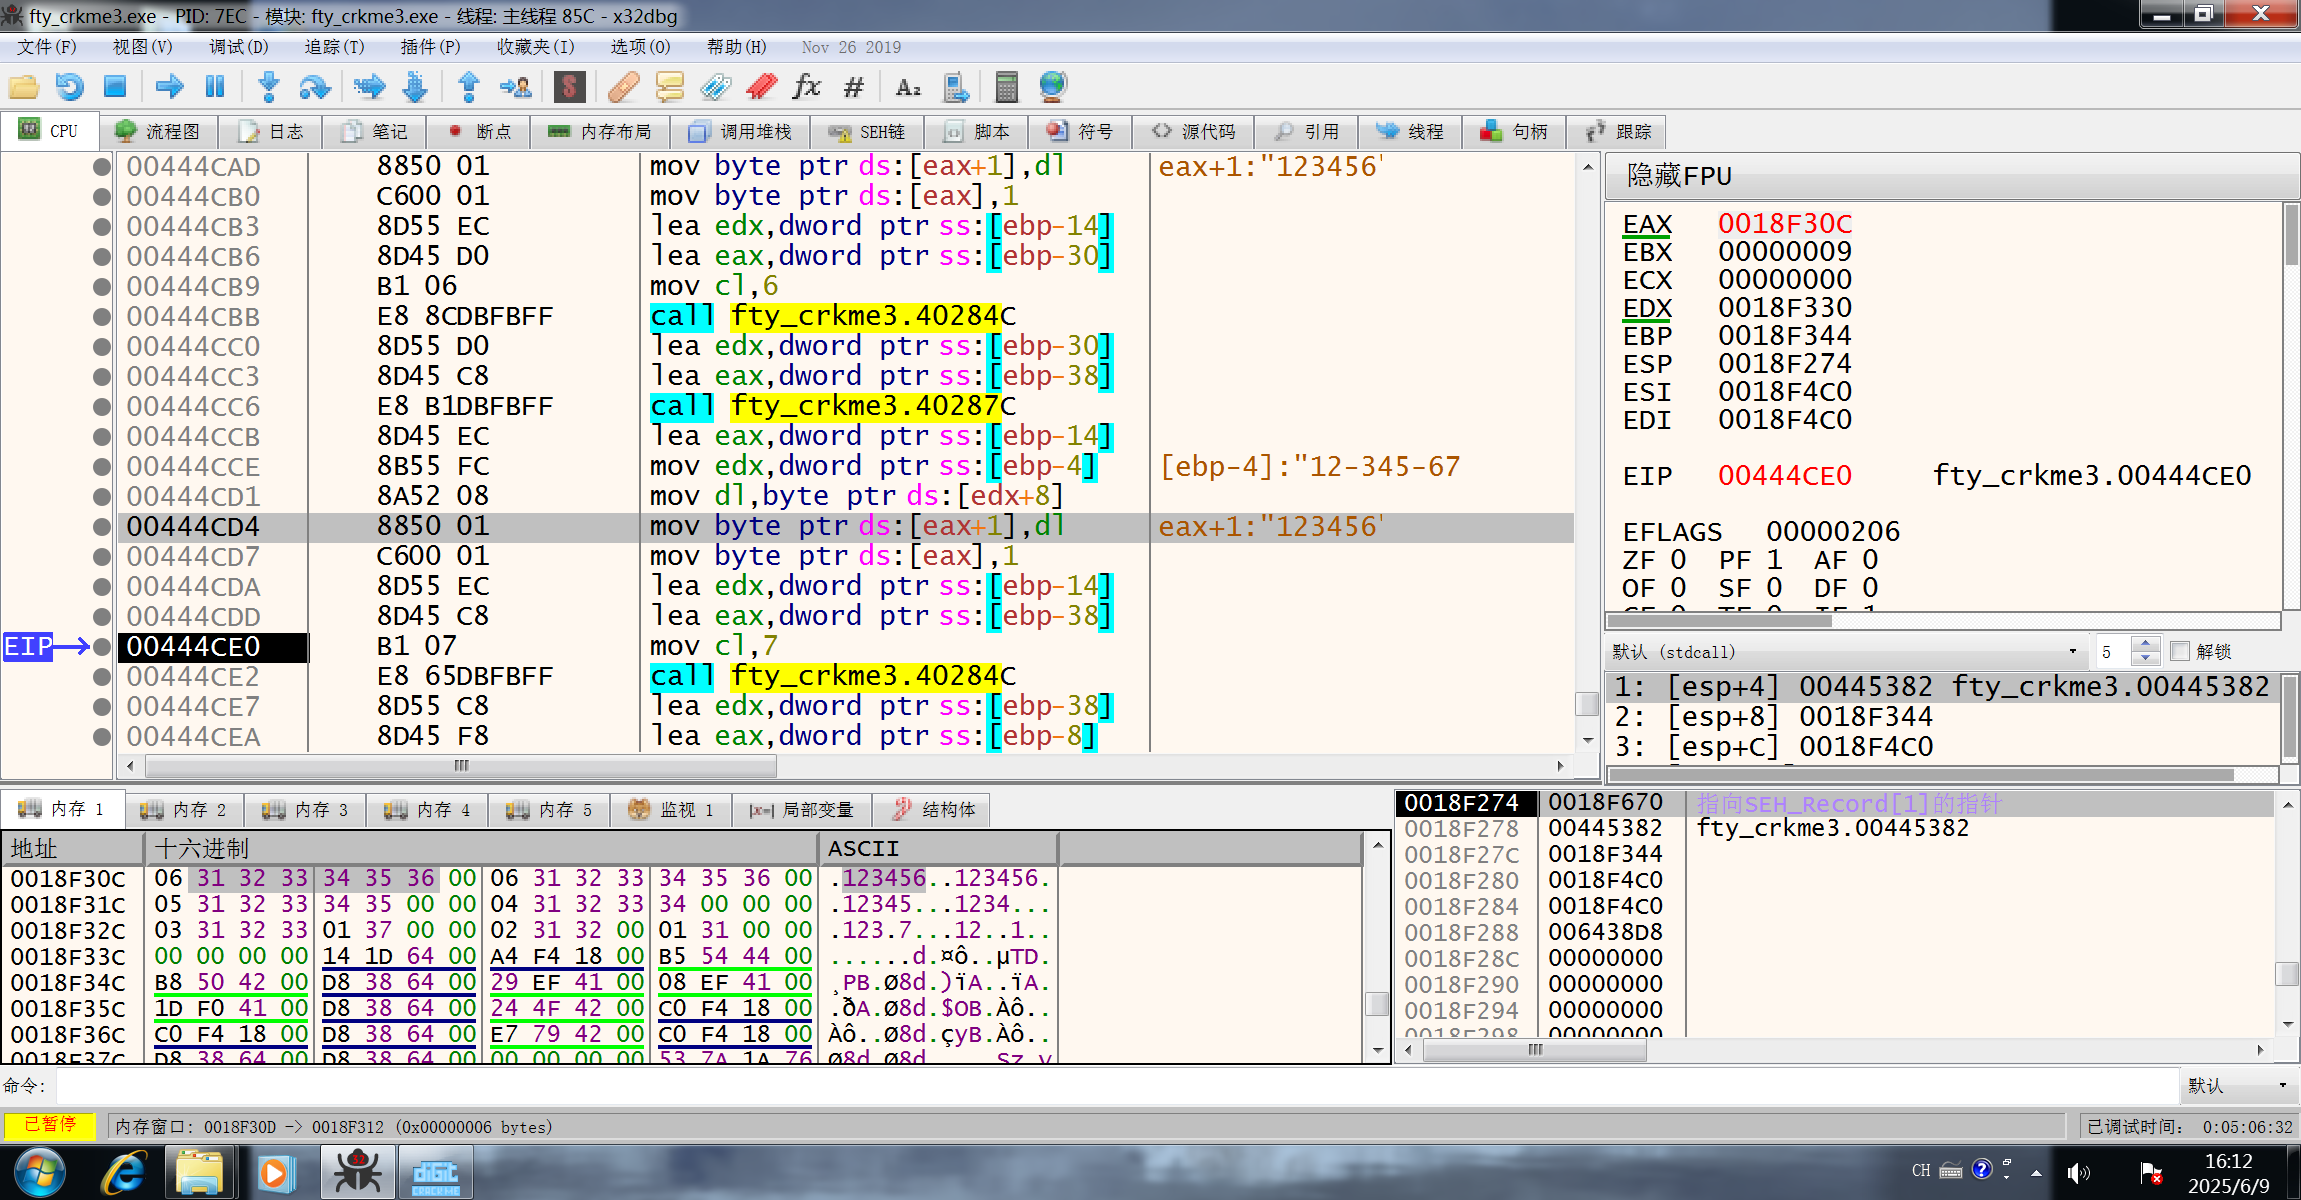 fty_crkme3.exe - PID: 7EC - 模块: fty_crkme3.exe - 线程: 主线程 85C - x32dbg
文件(F) 视图(V) 调试(D) 追踪(T) 插件(P) 收藏夹(I) 选项(O) 帮助(H) Nov 26 2019
CPU 流程图 日志 笔记 断点 内存布局 调用堆栈 SEH链 脚本 符号 源代码 引用 线程 句柄 跟踪
00444CAD 8850 01 mov byte ptr ds:[eax+1],dl eax+1:"123456"
00444CB0 C600 01 mov byte ptr ds:[eax],1
00444CB3 8D55 EC lea edx,dword ptr ss:[ebp-14]
00444CB6 8D45 D0 lea eax,dword ptr ss:[ebp-30]
00444CB9 B1 06 mov cl,6
00444CBB E8 8CDBFBFF call fty_crkme3.40284C
00444CC0 8D55 D0 lea edx,dword ptr ss:[ebp-30]
00444CC3 8D45 C8 lea eax,dword ptr ss:[ebp-38]
00444CC6 E8 B1DBFBFF call fty_crkme3.40287C
00444CCB 8D45 EC lea eax,dword ptr ss:[ebp-14]
00444CCE 8B55 FC mov edx,dword ptr ss:[ebp-4] [ebp-4]:"12-345-67
00444CD1 8A52 08 mov dl,byte ptr ds:[edx+8]
00444CD4 8850 01 mov byte ptr ds:[eax+1],dl eax+1:"123456"
00444CD7 C600 01 mov byte ptr ds:[eax],1
00444CDA 8D55 EC lea edx,dword ptr ss:[ebp-14]
00444CDD 8D45 C8 lea eax,dword ptr ss:[ebp-38]
EIP 00444CE0 B1 07 mov cl,7
00444CE2 E8 65DBFBFF call fty_crkme3.40284C
00444CE7 8D55 C8 lea edx,dword ptr ss:[ebp-38]
00444CEA 8D45 F8 lea eax,dword ptr ss:[ebp-8]
隐藏FPU
EAX 0018F30C
EBX 00000009
ECX 00000000
EDX 0018F330
EBP 0018F344
ESP 0018F274
ESI 0018F4C0
EDI 0018F4C0
EIP 00444CE0 fty_crkme3.00444CE0
EFLAGS 00000206
ZF 0 PF 1 AF 0
OF 0 SF 0 DF 0
CF 0 TF 0 IF 1
默认 (stdcall) 5 解锁
1: [esp+4] 00445382 fty_crkme3.00445382
2: [esp+8] 0018F344
3: [esp+C] 0018F4C0
内存 1 内存 2 内存 3 内存 4 内存 5 监视 1 局部变量 结构体
地址 十六进制 ASCII
0018F30C 06 31 32 33 34 35 36 00 06 31 32 33 34 35 36 00 .123456..123456.
0018F31C 05 31 32 33 34 35 00 00 04 31 32 33 34 00 00 00 .12345...1234...
0018F32C 03 31 32 33 01 37 00 00 02 31 32 00 01 31 00 00 .123.7...12..1..
0018F33C 00 00 00 00 14 1D 64 00 A4 F4 18 00 B5 54 44 00 ......d.¤ô..µTD.
0018F34C B8 50 42 00 D8 38 64 00 29 EF 41 00 08 EF 41 00 ¸PB.Ø8d.)ïA..ïA.
0018F35C 1D F0 41 00 D8 38 64 00 24 4F 42 00 C0 F4 18 00 .ðA.Ø8d.$OB.Àô..
0018F36C C0 F4 18 00 D8 38 64 00 E7 79 42 00 C0 F4 18 00 Àô..Ø8d.çyB.Àô..
0018F37C D8 38 64 00 D8 38 64 00 00 00 00 00 53 7A 1A 76 Ø8d.Ø8d.....Sz.v
0018F274 0018F670 指向SEH_Record[1]的指针
0018F278 00445382 fty_crkme3.00445382
0018F27C 0018F344
0018F280 0018F4C0
0018F284 0018F4C0
0018F288 006438D8
0018F28C 00000000
0018F290 00000000
0018F294 00000000
0018F298 00000000
命令: 默认
已暂停 内存窗口: 0018F30D -> 0018F312 (0x00000006 bytes) 已调试时间: 0:05:06:32
digit
CRACKME
CH 16:12
2025/6/9